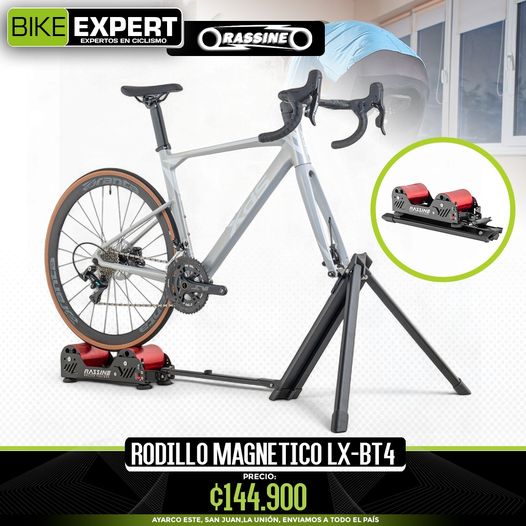 BIKE EXPERT
EXPERTOS EN CICLISMO
RASSINE
RASSINE
RASSINE
RODILLO MAGNETICO LX-BT4
PRECIO:
₡144.900
AYARCO ESTE, SAN JUAN,LA UNIÓN, ENVIAMOS A TODO EL PAÍS